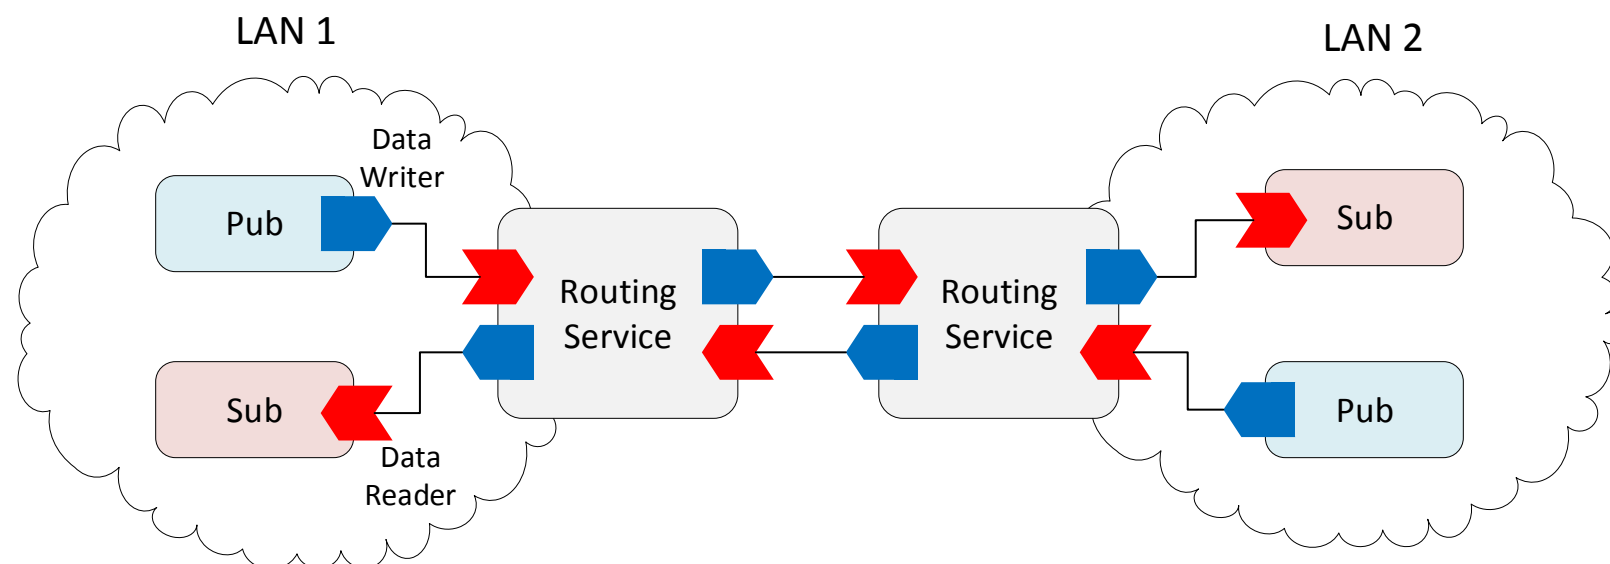 LAN 1
LAN 2
Data
Writer
Pub
Sub
Routing
Service
Routing
Service
Sub
Pub
Data
Reader